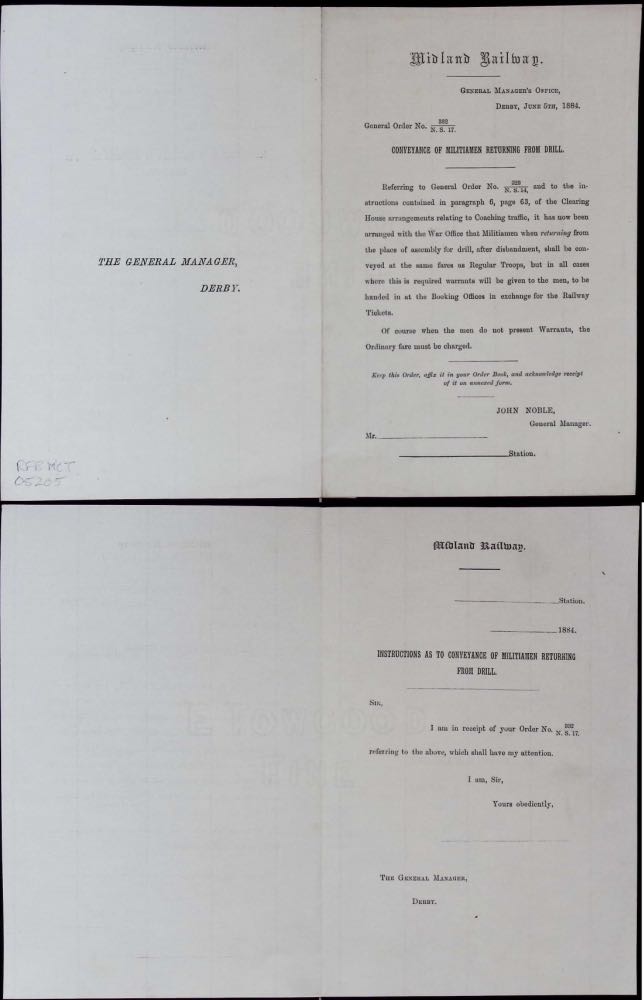 THE GENERAL MANAGER,
DERBY.
RFB MCT
05205
Midland Railway.
GENERAL MANAGER'S OFFICE,
DERBY, JUNE 5TH, 1884.
General Order No. 332/N. S. 17.
CONVEYANCE OF MILITIAMEN RETURNING FROM DRILL.
Referring to General Order No. 323/N. S. 14, and to the in-
structions contained in paragraph 6, page 63, of the Clearing
House arrangements relating to Coaching traffic, it has now been
arranged with the War Office that Militiamen when returning from
the place of assembly for drill, after disbandment, shall be con-
veyed at the same fares as Regular Troops, but in all cases
where this is required warrants will be given to the men, to be
handed in at the Booking Offices in exchange for the Railway
Tickets.
Of course when the men do not present Warrants, the
Ordinary fare must be charged.
Keep this Order, affix it in your Order Book, and acknowledge receipt
of it on annexed form.
JOHN NOBLE,
General Manager.
Mr.
Station.
Midland Railway.
Station.
1884.
INSTRUCTIONS AS TO CONVEYANCE OF MILITIAMEN RETURNING
FROM DRILL.
SIR,
I am in receipt of your Order No. 332/N. S. 17.
referring to the above, which shall have my attention.
I am, Sir,
Yours obediently,
THE GENERAL MANAGER,
DERBY.